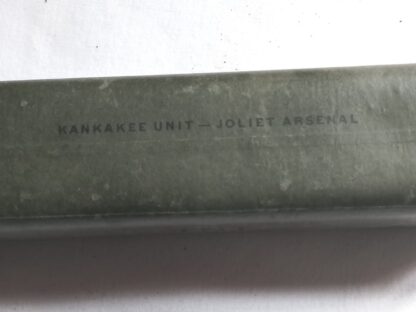 KANKAKEE UNIT — JOLIET ARSENAL